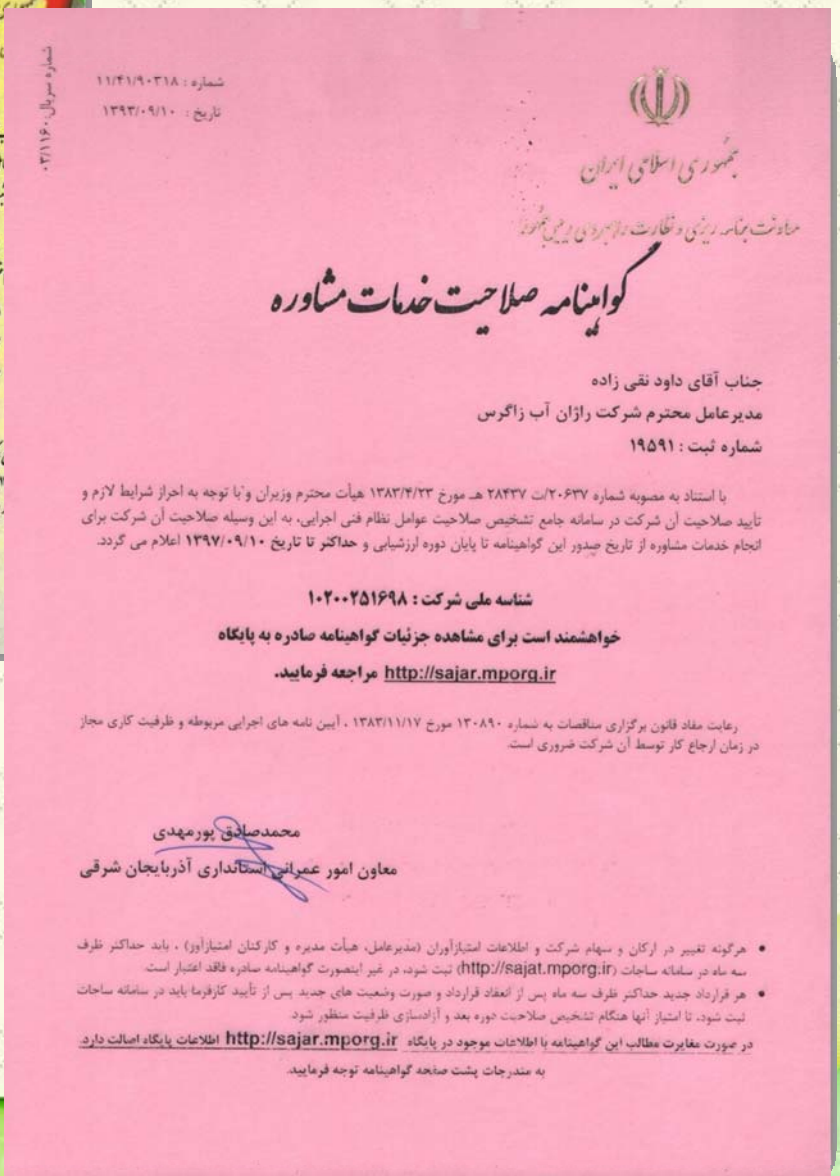 شماره سریال: ۰۳/۱۱۶۰
شماره : ۱۱/۴۱/۹۰۳۱۸
تاریخ : ۱۳۹۳/۰۹/۱۰
جمهوری اسلامی ایران
معاونت برنامه ریزی و نظارت راهبردی رییس جمهور
گواهینامه صلاحیت خدمات مشاوره
جناب آقای داود نقی زاده
مدیرعامل محترم شرکت راژان آب زاگرس
شماره ثبت : ۱۹۵۹۱
با استناد به مصوبه شماره ۲۰۶۳۷/ت ۲۸۴۳۷ هـ مورخ ۱۳۸۳/۴/۲۳ هیأت محترم وزیران و با توجه به احراز شرایط لازم و
تأیید صلاحیت آن شرکت در سامانه جامع تشخیص صلاحیت عوامل نظام فنی اجرایی، به این وسیله صلاحیت آن شرکت برای
انجام خدمات مشاوره از تاریخ صدور این گواهینامه تا پایان دوره ارزشیابی و حداکثر تا تاریخ ۱۳۹۷/۰۹/۱۰ اعلام می گردد.
شناسه ملی شرکت : ۱۰۲۰۰۲۵۱۶۹۸
خواهشمند است برای مشاهده جزئیات گواهینامه صادره به پایگاه
http://sajar.mporg.ir مراجعه فرمایید.
رعایت مفاد قانون برگزاری مناقصات به شماره ۱۳۰۸۹۰ مورخ ۱۳۸۳/۱۱/۱۷ ، آیین نامه های اجرایی مربوطه و ظرفیت کاری مجاز
در زمان ارجاع کار توسط آن شرکت ضروری است.
محمدصادق پورمهدی
معاون امور عمرانی استانداری آذربایجان شرقی
• هرگونه تغییر در ارکان و سهام شرکت و اطلاعات امتیازآوران (مدیرعامل، هیأت مدیره و کارکنان امتیازآور) ، باید حداکثر ظرف
سه ماه در سامانه ساجات (http://sajat.mporg.ir) ثبت شود، در غیر اینصورت گواهینامه صادره فاقد اعتبار است.
• هر قرارداد جدید حداکثر ظرف سه ماه پس از انعقاد قرارداد و صورت وضعیت های جدید پس از تأیید کارفرما باید در سامانه ساجات
ثبت شود، تا امتیاز آنها هنگام تشخیص صلاحیت دوره بعد و آزادسازی ظرفیت منظور شود.
در صورت مغایرت مطالب این گواهینامه با اطلاعات موجود در پایگاه http://sajar.mporg.ir اطلاعات پایگاه اصالت دارد.
به مندرجات پشت صفحه گواهینامه توجه فرمایید.